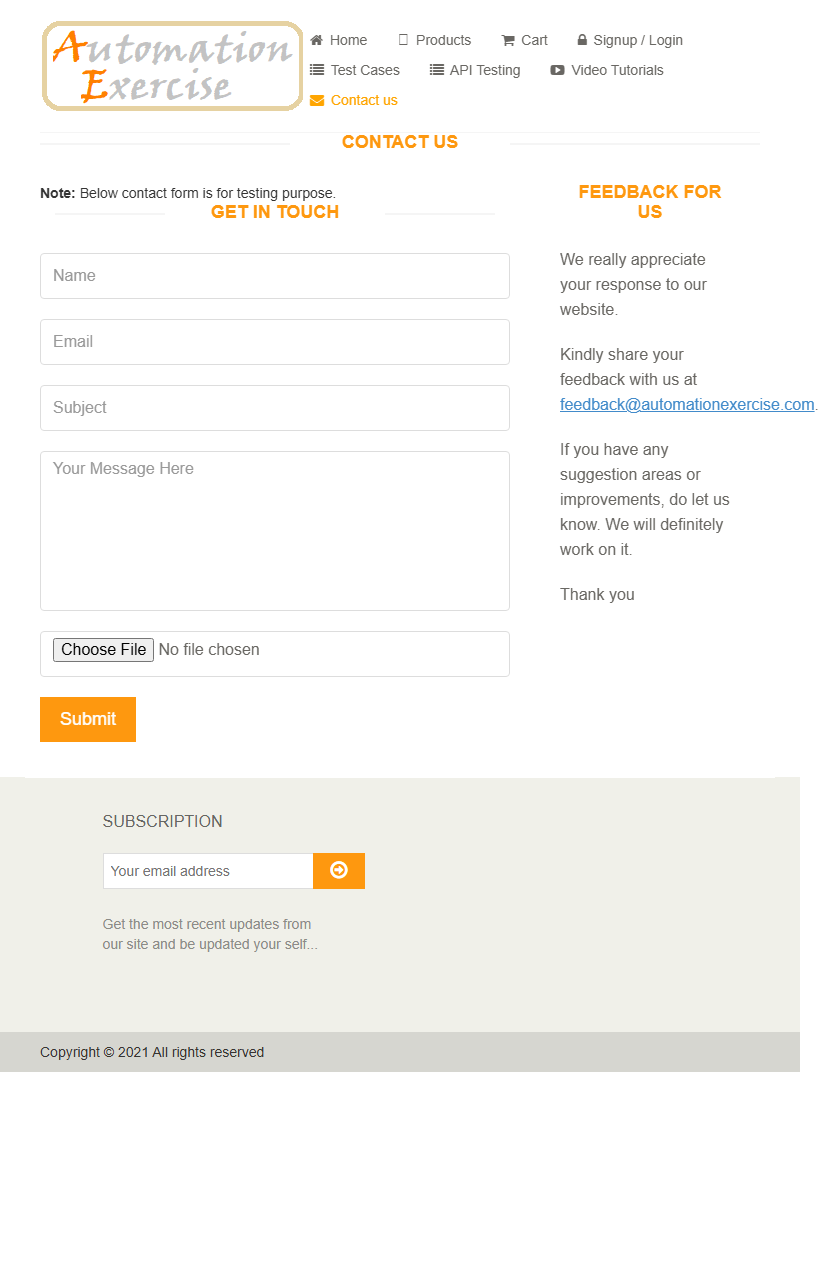 Automation
Exercise
Home Products Cart Signup / Login
Test Cases API Testing Video Tutorials
Contact us
CONTACT US
Note: Below contact form is for testing purpose.
GET IN TOUCH
Name
Email
Subject
Your Message Here
Choose File No file chosen
Submit
FEEDBACK FOR
US
We really appreciate
your response to our
website.
Kindly share your
feedback with us at
feedback@automationexercise.com.
If you have any
suggestion areas or
improvements, do let us
know. We will definitely
work on it.
Thank you
SUBSCRIPTION
Your email address
Get the most recent updates from
our site and be updated your self...
Copyright © 2021 All rights reserved